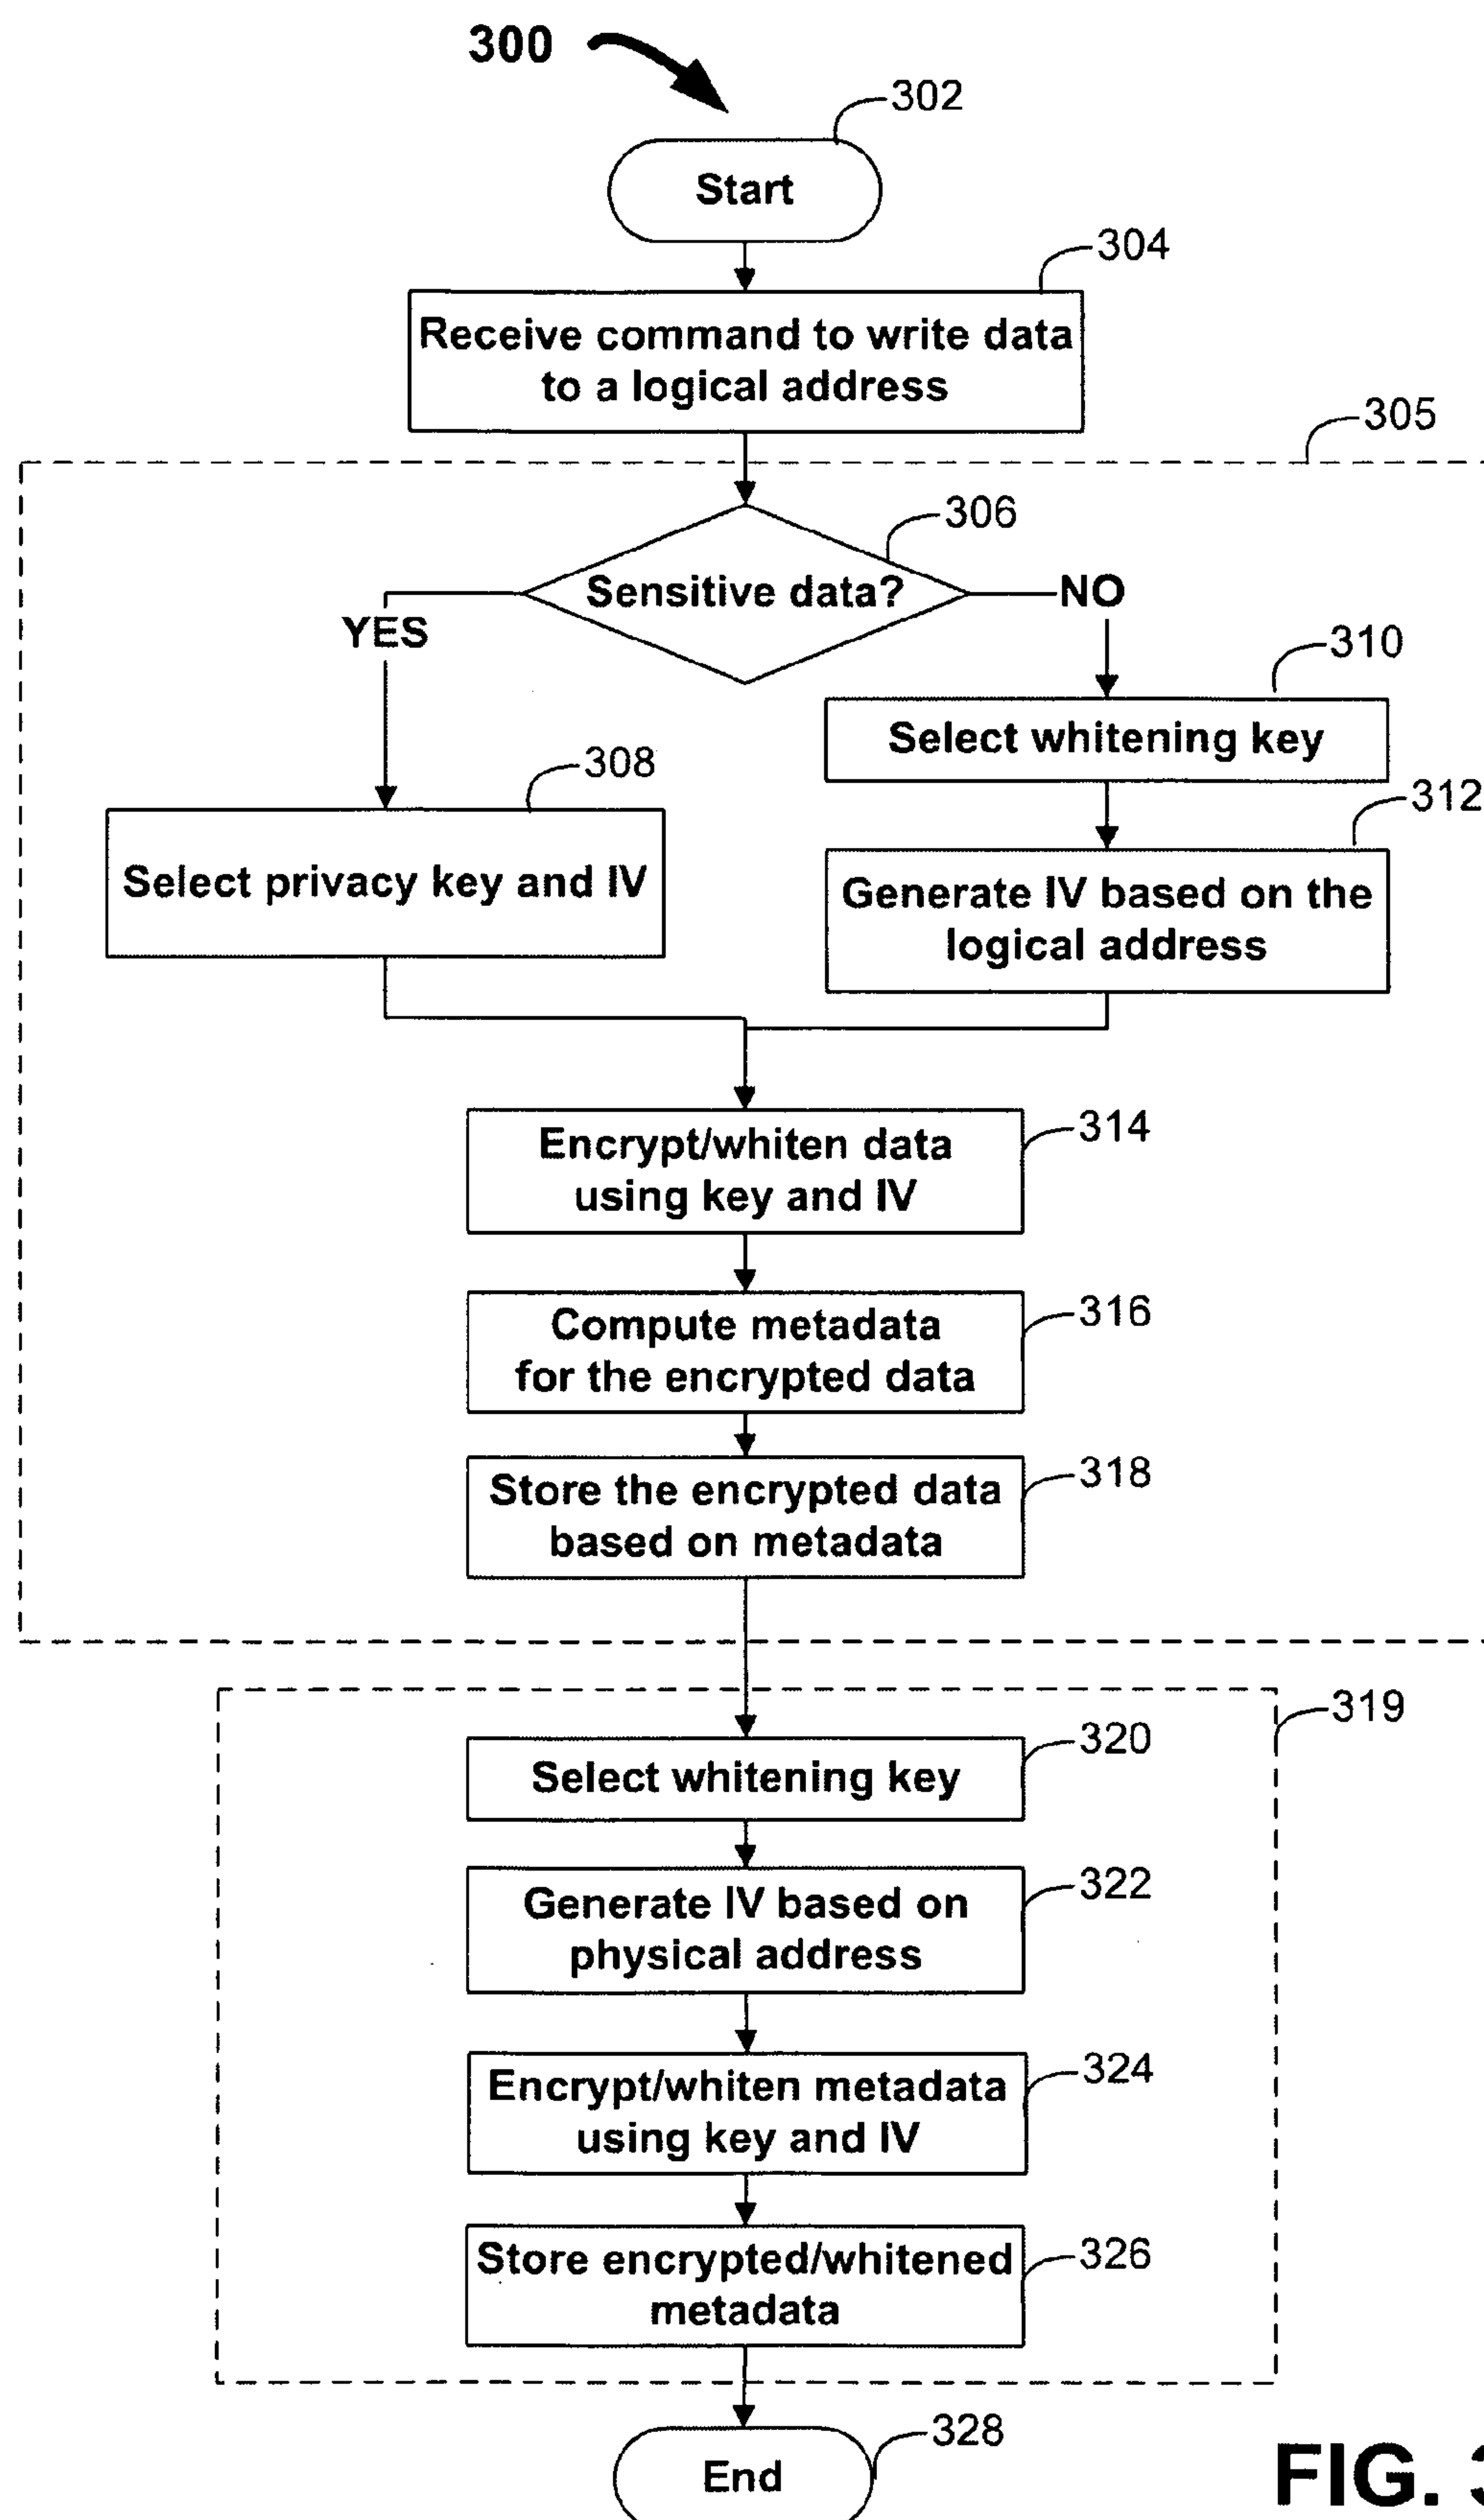 300
302
Start
304
Receive command to write data
to a logical address
305
306
Sensitive data?
NO
YES
310
Select whitening key
308
312
Select privacy key and IV
Generate IV based on the
logical address
314
Encrypt/whiten data
using key and IV
316
Compute metadata
for the encrypted data
318
Store the encrypted data
based on metadata
319
320
Select whitening key
322
Generate IV based on
physical address
324
Encrypt/whiten metadata
using key and IV
326
Store encrypted/whitened
metadata
328
End
FIG. 3